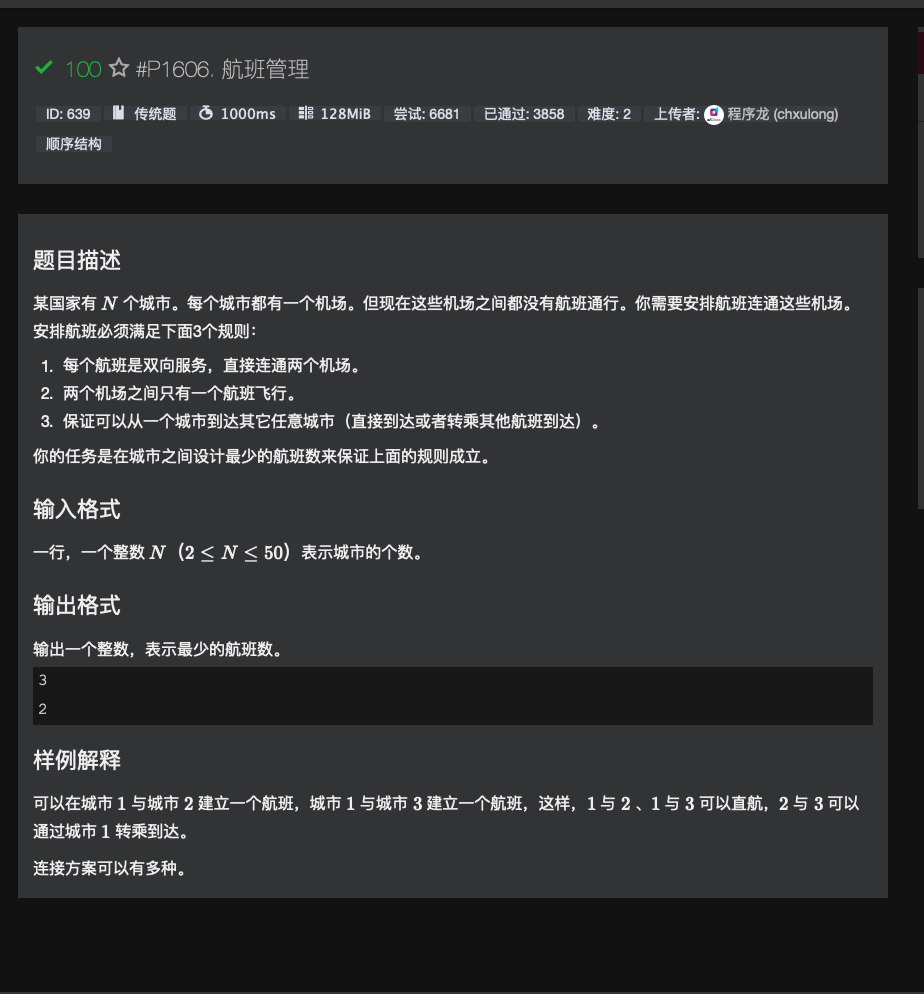 100 #P1606. 航班管理
ID: 639 传统题 1000ms 128MiB 尝试: 6681 已通过: 3858 难度: 2 上传者: 程序龙 (chxulong)
顺序结构
题目描述
某国家有 N 个城市。每个城市都有一个机场。但现在这些机场之间都没有航班通行。你需要安排航班连通这些机场。
安排航班必须满足下面3个规则：
1. 每个航班是双向服务，直接连通两个机场。
2. 两个机场之间只有一个航班飞行。
3. 保证可以从一个城市到达其它任意城市（直接到达或者转乘其他航班到达）。
你的任务是在城市之间设计最少的航班数来保证上面的规则成立。
输入格式
一行，一个整数 N（2 ≤ N ≤ 50）表示城市的个数。
输出格式
输出一个整数，表示最少的航班数。
3
2
样例解释
可以在城市 1 与城市 2 建立一个航班，城市 1 与城市 3 建立一个航班，这样，1 与 2 、1 与 3 可以直航，2 与 3 可以
通过城市 1 转乘到达。
连接方案可以有多种。